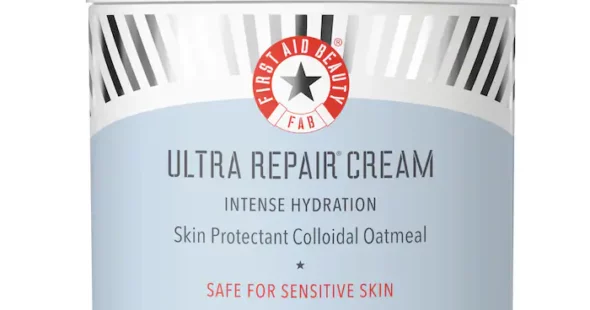 FIRST AID BEAUTY
®
FAB
ULTRA REPAIR® CREAM
INTENSE HYDRATION
Skin Protectant Colloidal Oatmeal
SAFE FOR SENSITIVE SKIN